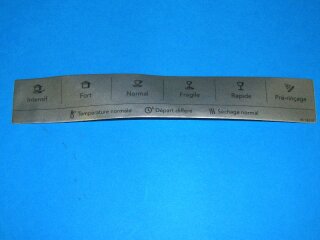 Intensif Fort Normal Fragile Rapide Pré-rinçage
Température normale Départ différé Séchage normal